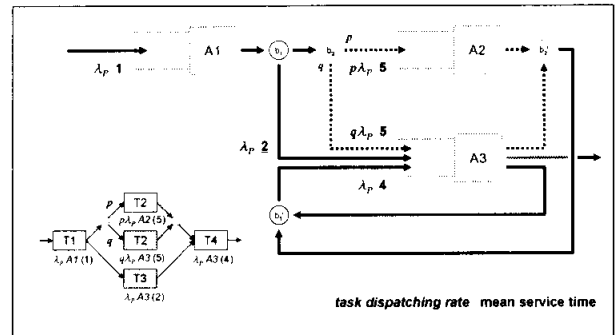 A1
b₁
b₂
p
A2
b₂'
λP 1
q
pλP 5
qλP 5
λP 2
A3
λP 4
b₁'
p
T2
pλP A2(5)
T1
q
T2
T4
λP A1(1)
qλP A3(5)
λP A3(4)
T3
λP A3(2)
task dispatching rate mean service time